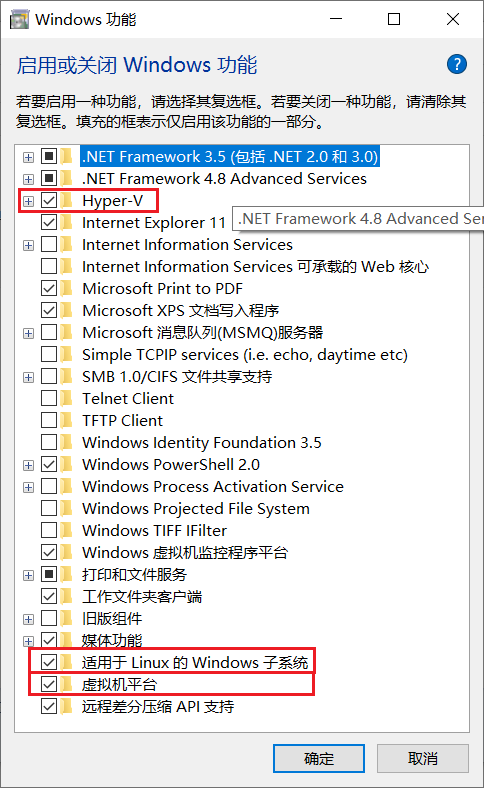 Windows 功能
启用或关闭 Windows 功能
?
若要启用一种功能，请选择其复选框。若要关闭一种功能，请清除其
复选框。填充的框表示仅启用该功能的一部分。
.NET Framework 3.5 (包括 .NET 2.0 和 3.0)
.NET Framework 4.8 Advanced Services
Hyper-V
.NET Framework 4.8 Advanced Ser
Internet Explorer 11
Internet Information Services
Internet Information Services 可承载的 Web 核心
Microsoft Print to PDF
Microsoft XPS 文档写入程序
Microsoft 消息队列(MSMQ)服务器
Simple TCPIP services (i.e. echo, daytime etc)
SMB 1.0/CIFS 文件共享支持
Telnet Client
TFTP Client
Windows Identity Foundation 3.5
Windows PowerShell 2.0
Windows Process Activation Service
Windows Projected File System
Windows TIFF IFilter
Windows 虚拟机监控程序平台
打印和文件服务
工作文件夹客户端
旧版组件
媒体功能
适用于 Linux 的 Windows 子系统
虚拟机平台
远程差分压缩 API 支持
确定
取消